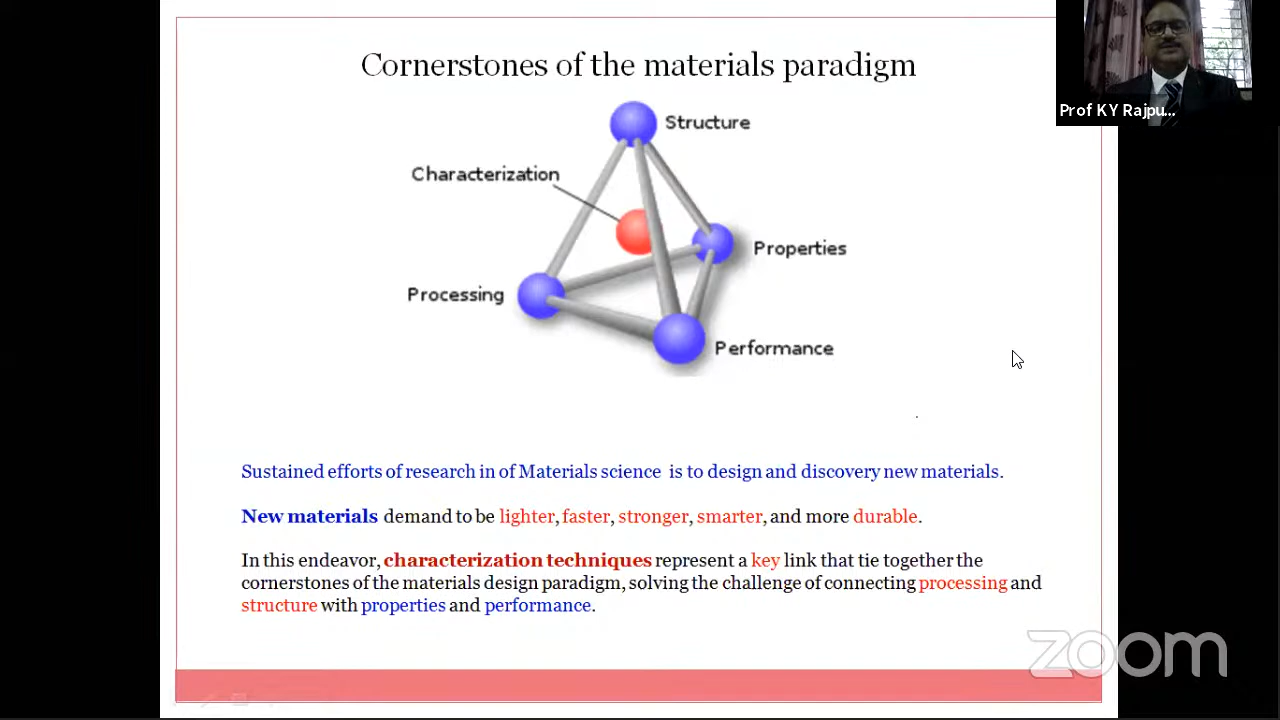 Cornerstones of the materials paradigm
Prof KY Rajpu...
Structure
Characterization
Properties
Processing
Performance
Sustained efforts of research in of Materials science is to design and discovery new materials.
New materials demand to be lighter, faster, stronger, smarter, and more durable.
In this endeavor, characterization techniques represent a key link that tie together the
cornerstones of the materials design paradigm, solving the challenge of connecting processing and
structure with properties and performance.
zoom